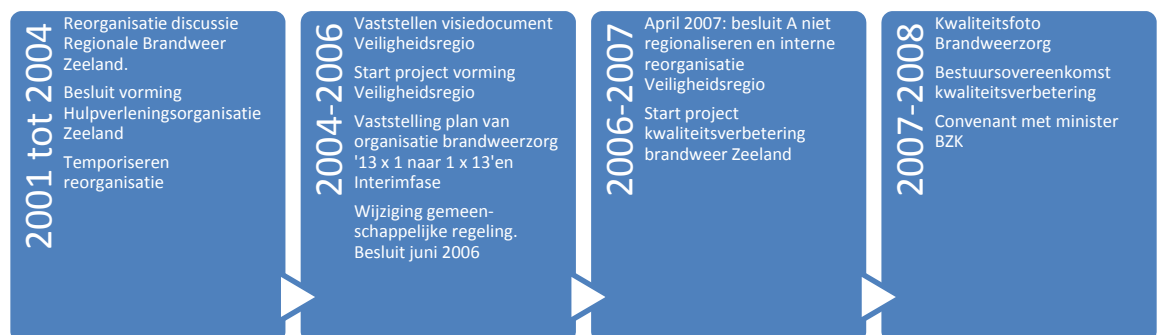 2001 tot 2004
Reorganisatie discussie
Regionale Brandweer
Zeeland.
Besluit vorming
Hulpverleningsorganisatie
Zeeland
Temporiseren
reorganisatie
2004-2006
Vaststellen visiedocument
Veiligheidsregio
Start project vorming
Veiligheidsregio
Vaststelling plan van
organisatie brandweerzorg
'13 x 1 naar 1 x 13'en
Interimfase
Wijziging gemeen-
schappelijke regeling.
Besluit juni 2006
2006-2007
April 2007: besluit A niet
regionaliseren en interne
reorganisatie
Veiligheidsregio
Start project
kwaliteitsverbetering
brandweer Zeeland
2007-2008
Kwaliteitsfoto
Brandweerzorg
Bestuursovereenkomst
kwaliteitsverbetering
Convenant met minister
BZK